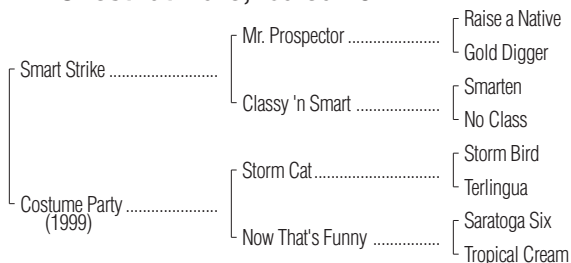 Raise a Native
Mr. Prospector
Gold Digger
Smart Strike
Smarten
Classy 'n Smart
No Class
Storm Bird
Storm Cat
Terlingua
Costume Party
(1999)
Saratoga Six
Now That's Funny
Tropical Cream